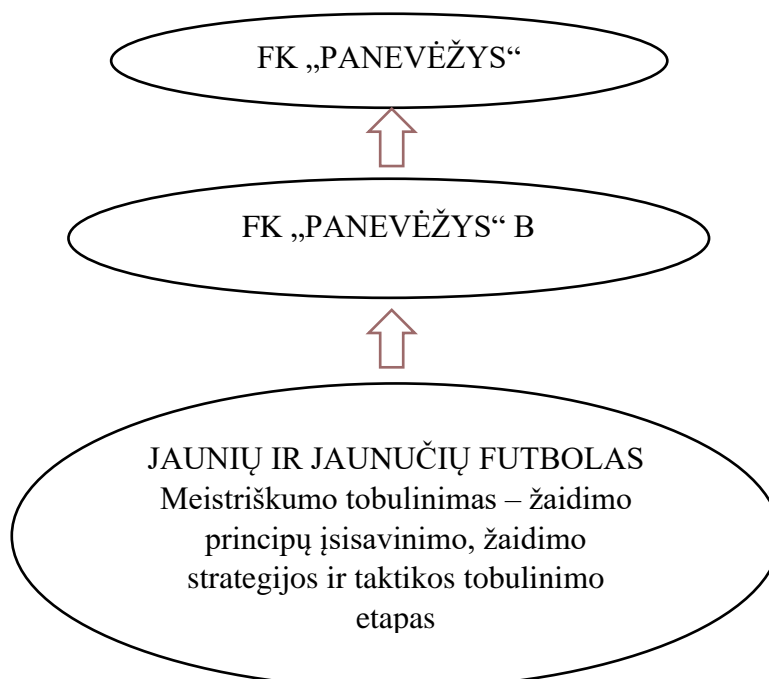 FK „PANEVĖŽYS“
FK „PANEVĖŽYS“ B
JAUNIŲ IR JAUNUČIŲ FUTBOLAS
Meistriškumo tobulinimas – žaidimo
principų įsisavinimo, žaidimo
strategijos ir taktikos tobulinimo
etapas